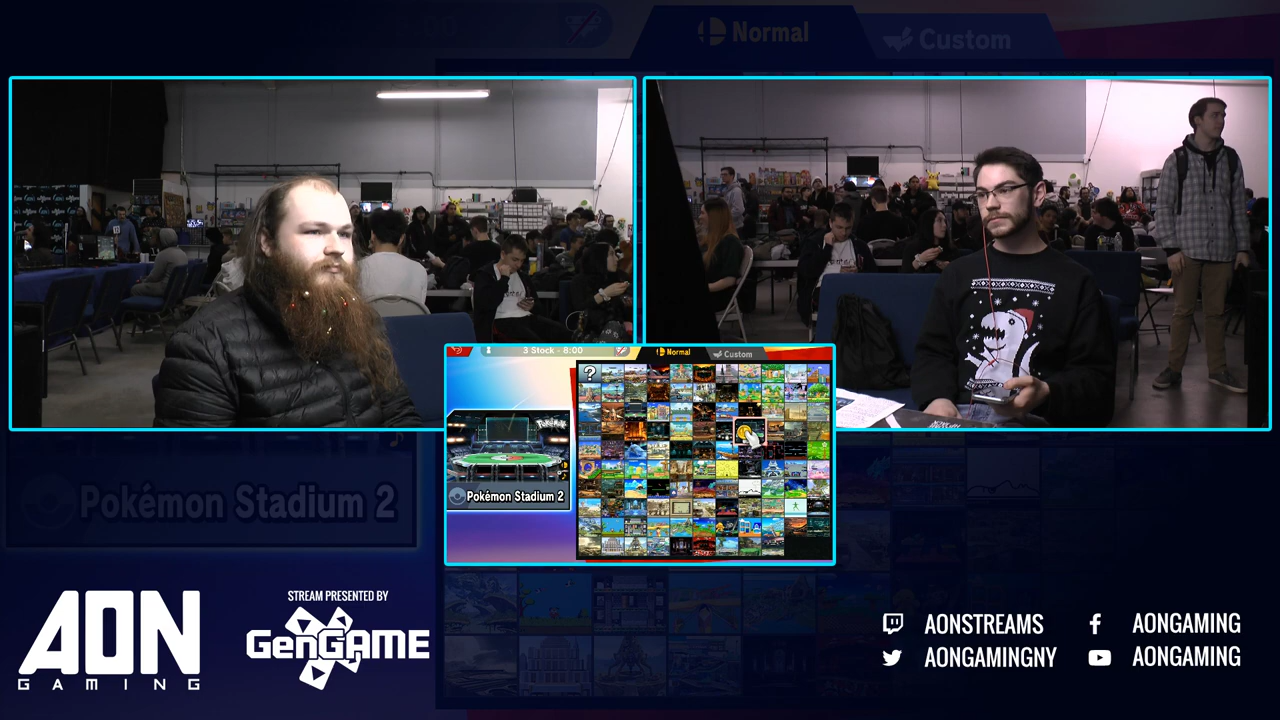 Normal
Custom
3 Stock - 8:00
Normal
Custom
?
Pokémon
Pokémon Stadium 2
Pokémon Stadium 2
AON
GAMING
STREAM PRESENTED BY
GenGAME
AONSTREAMS
AONGAMING
AONGAMINGNY
AONGAMING